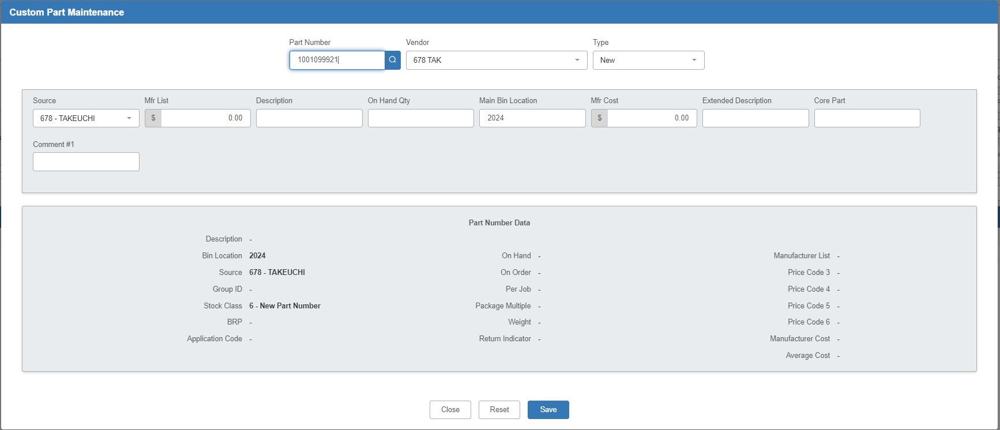 Custom Part Maintenance
Part Number Vendor Type
1001099921 678 TAK New
Source Mfr List Description On Hand Qty Main Bin Location Mfr Cost Extended Description Core Part
678 - TAKEUCHI $ 0.00 2024 $ 0.00
Comment #1
Part Number Data
Description -
Bin Location 2024 On Hand - Manufacturer List -
Source 678 - TAKEUCHI On Order - Price Code 3 -
Group ID - Per Job - Price Code 4 -
Stock Class 6 - New Part Number Package Multiple - Price Code 5 -
BRP - Weight - Price Code 6 -
Application Code - Return Indicator - Manufacturer Cost -
Average Cost -
Close Reset Save